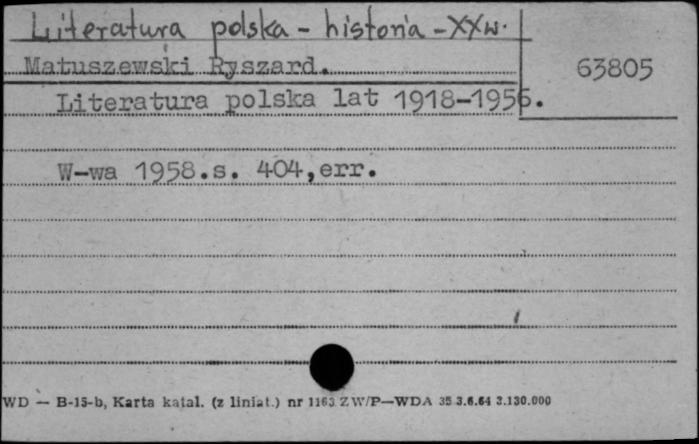 Literatura polska - historia - XXw.
Matuszewski Ryszard.
63805
Literatura polska lat 1918-1956.
W-wa 1958.s. 404,err.
WD — B-15-b, Karta katal. (z liniat.) nr 1163 ZW/P—WDA 35 3.6.64 3.130.000